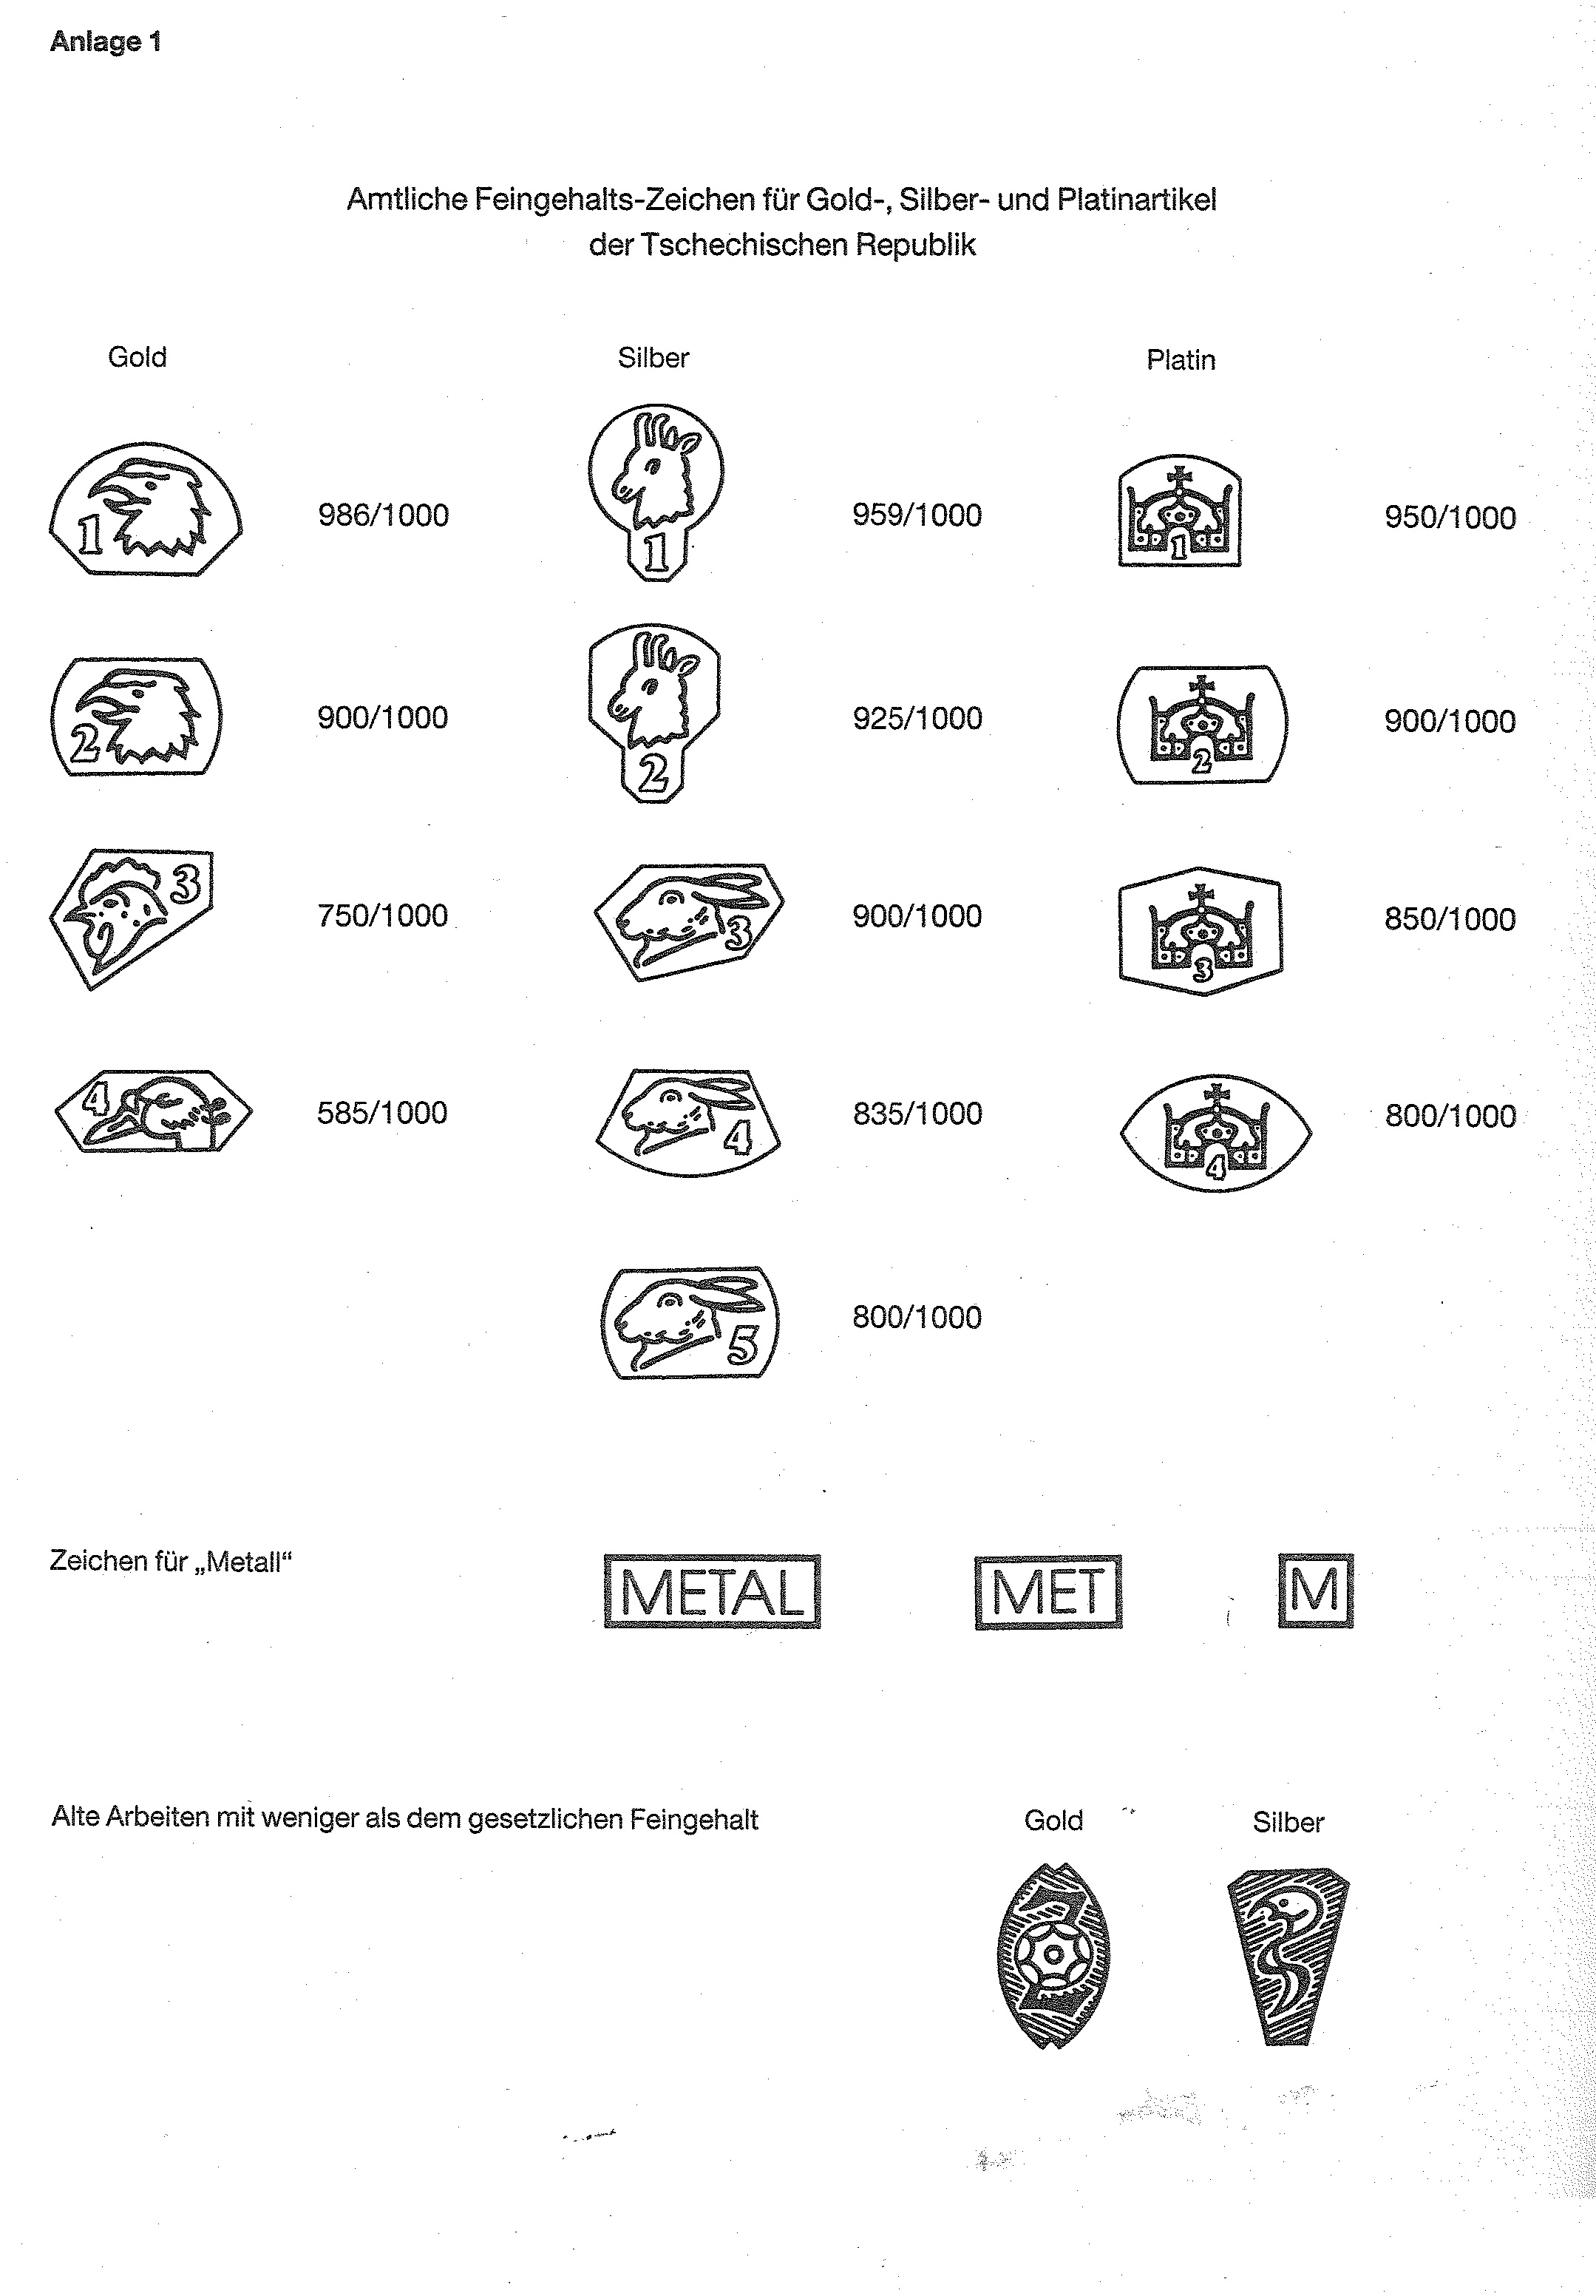 Anlage 1
Amtliche Feingehalts-Zeichen für Gold-, Silber- und Platinartikel
der Tschechischen Republik
Gold Silber Platin
1 986/1000 1 959/1000 1 950/1000
2 900/1000 2 925/1000 2 900/1000
3 750/1000 3 900/1000 3 850/1000
4 585/1000 4 835/1000 4 800/1000
5 800/1000
Zeichen für „Metall“ METAL MET M
Alte Arbeiten mit weniger als dem gesetzlichen Feingehalt Gold Silber